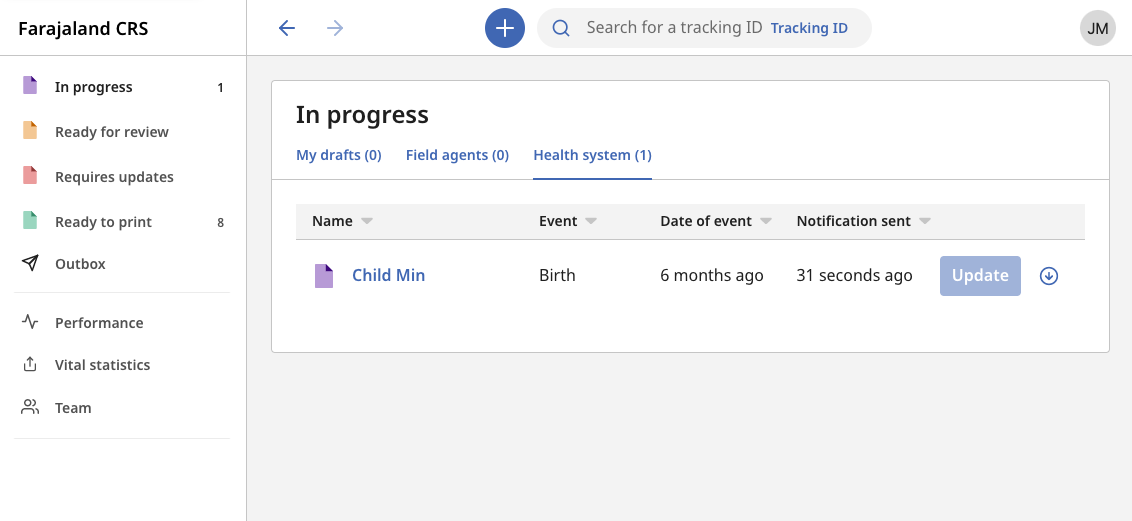 Farajaland CRS
Search for a tracking ID Tracking ID
JM
In progress 1
Ready for review
Requires updates
Ready to print 8
Outbox
Performance
Vital statistics
Team
In progress
My drafts (0) Field agents (0) Health system (1)
Name Event Date of event Notification sent
Child Min Birth 6 months ago 31 seconds ago Update